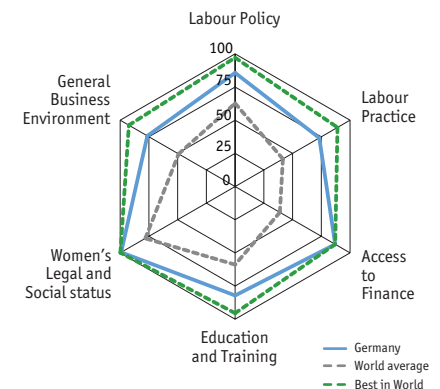 Labour Policy
100
75
50
25
0
General
Business
Environment
Labour
Practice
Women's
Legal and
Social status
Access
to
Finance
Education
and Training
Germany
World average
Best in World